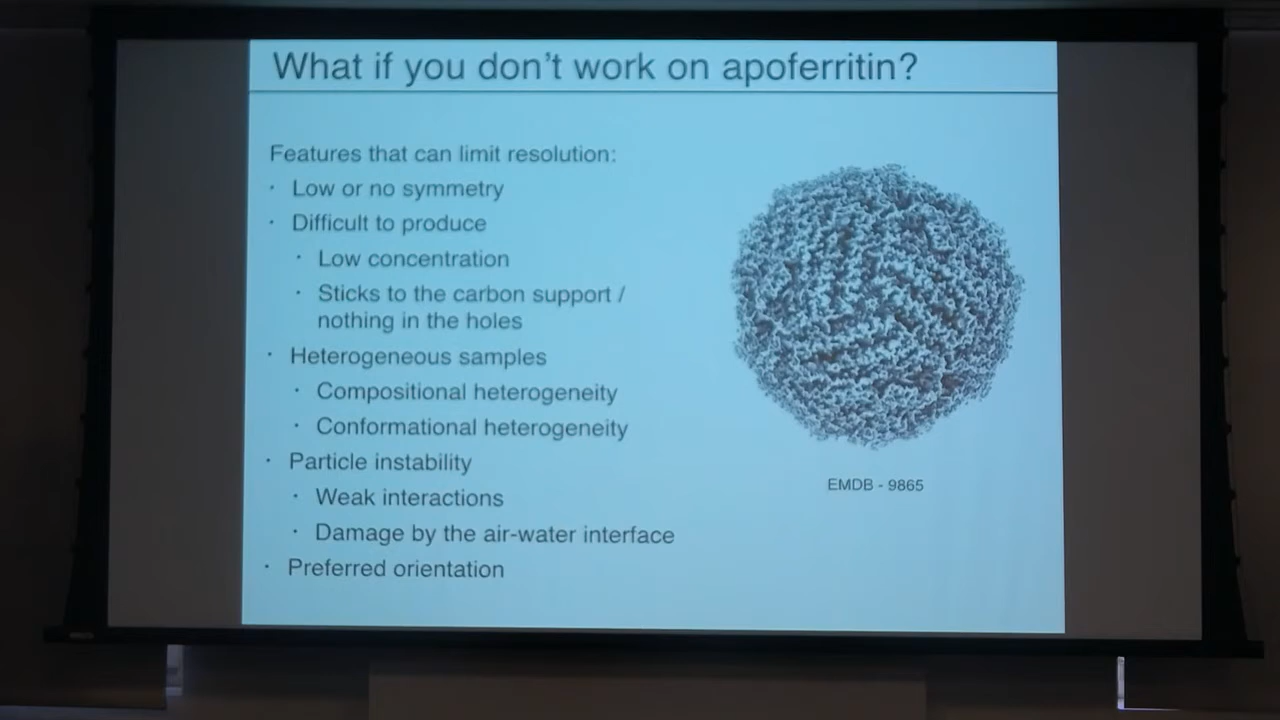 What if you don't work on apoferritin?
Features that can limit resolution:
· Low or no symmetry
· Difficult to produce
· Low concentration
· Sticks to the carbon support /
nothing in the holes
· Heterogeneous samples
· Compositional heterogeneity
· Conformational heterogeneity
· Particle instability
· Weak interactions
· Damage by the air-water interface
· Preferred orientation
EMDB - 9865